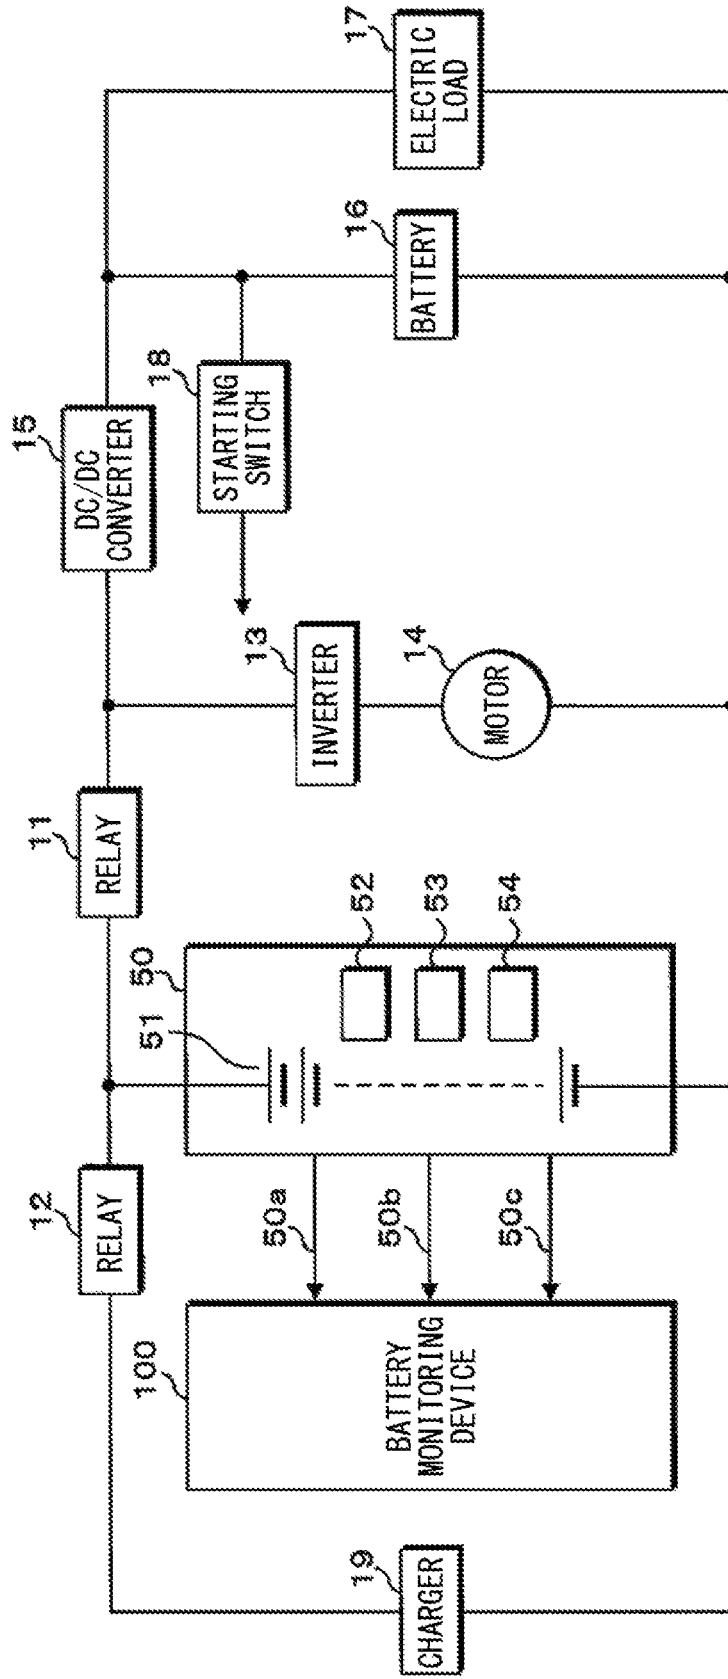 12
RELAY
11
RELAY
15
DC/DC
CONVERTER
18
STARTING
SWITCH
17
ELECTRIC
LOAD
16
BATTERY
13
INVERTER
14
MOTOR
50
51
52
53
54
50a
50b
50c
100
BATTERY
MONITORING
DEVICE
19
CHARGER